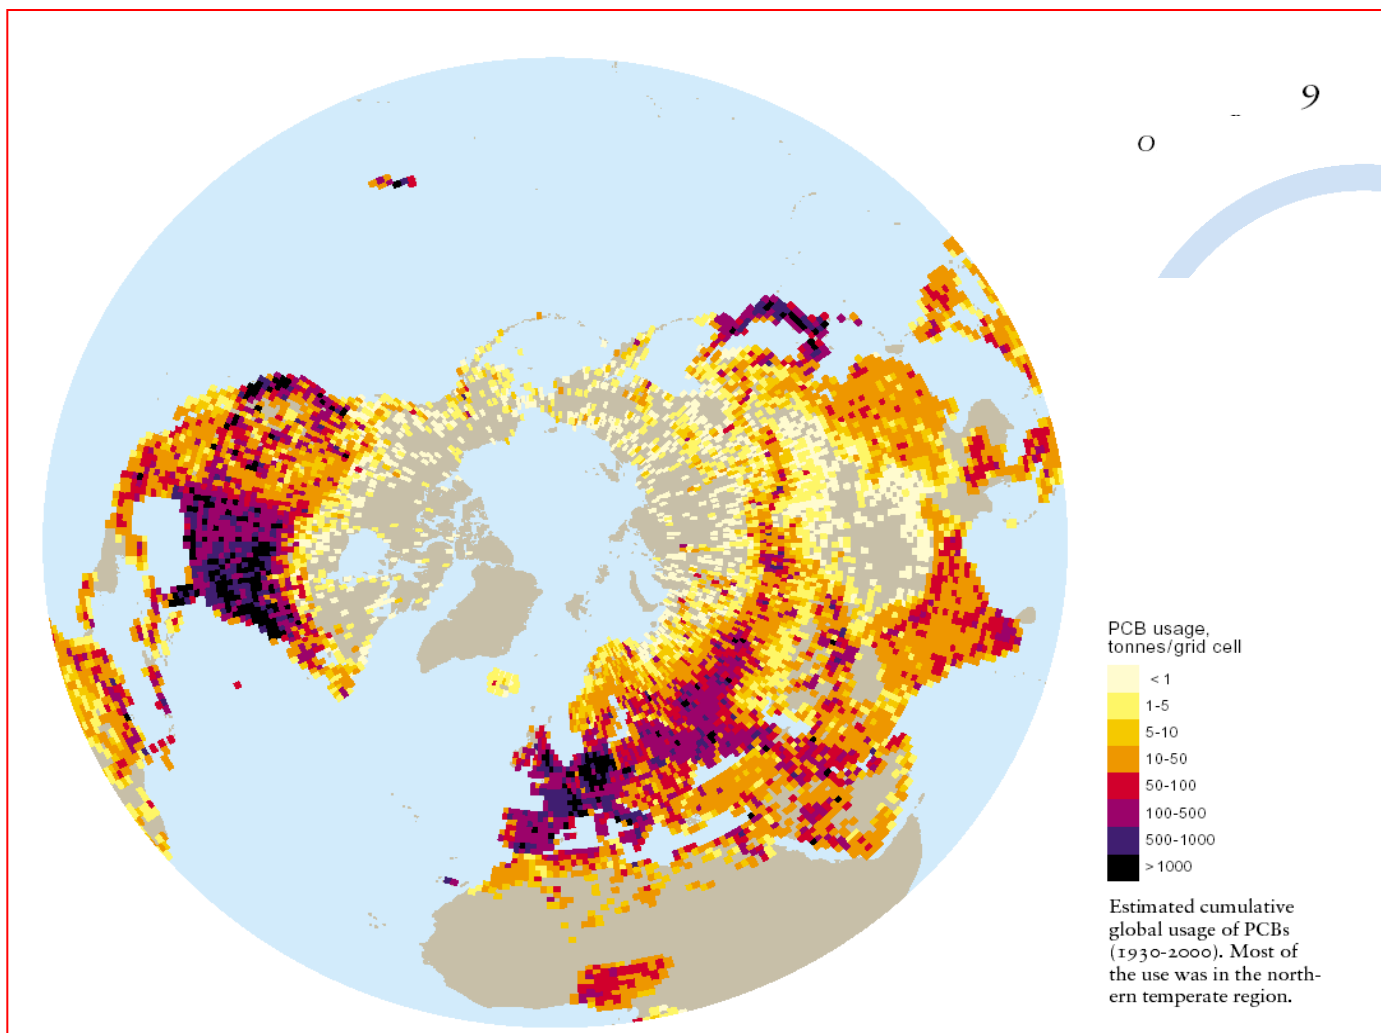 9
O
PCB usage,
tonnes/grid cell
< 1
1-5
5-10
10-50
50-100
100-500
500-1000
>1000
Estimated cumulative
global usage of PCBs
(1930-2000). Most of
the use was in the north-
ern temperate region.